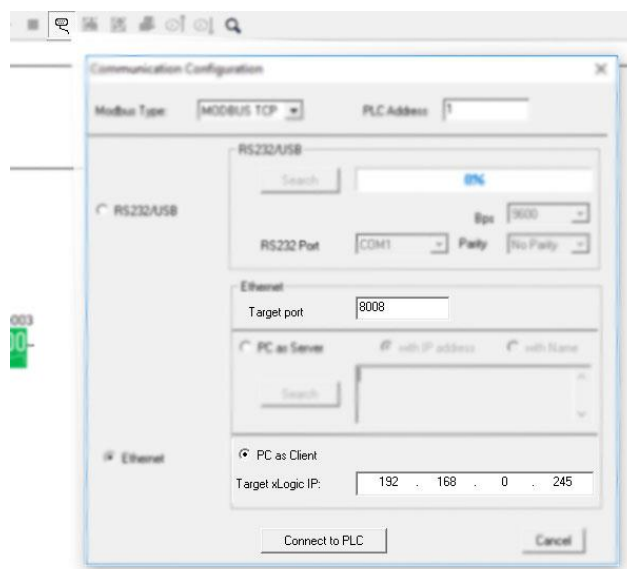 Communication Configuration
Modbus Type: MODBUS TCP PLC Address 1
RS232/USB
Search 0%
RS232/USB
Bps 9600
RS232 Port COM1 Parity No Parity
Ethernet
Target port 8008
003
PC as Server with IP address with Name
Search
Ethernet
PC as Client
Target xLogic IP: 192 . 168 . 0 . 245
Connect to PLC Cancel